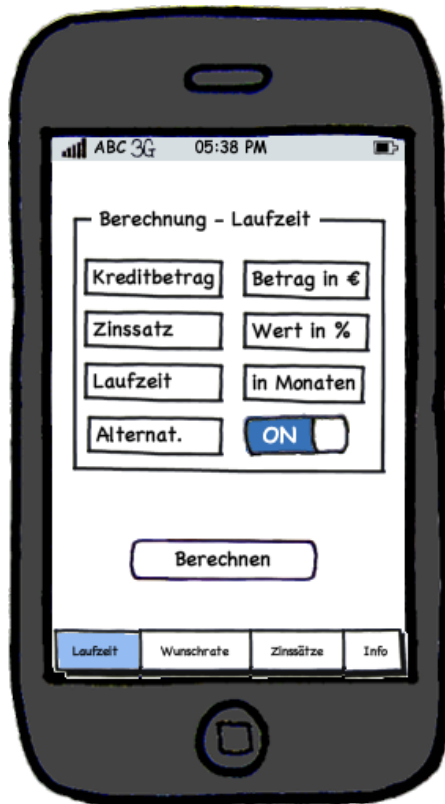 ABC 3G 05:38 PM
Berechnung - Laufzeit
Kreditbetrag Betrag in €
Zinssatz Wert in %
Laufzeit in Monaten
Alternat. ON
Berechnen
Laufzeit Wunschrate Zinssätze Info